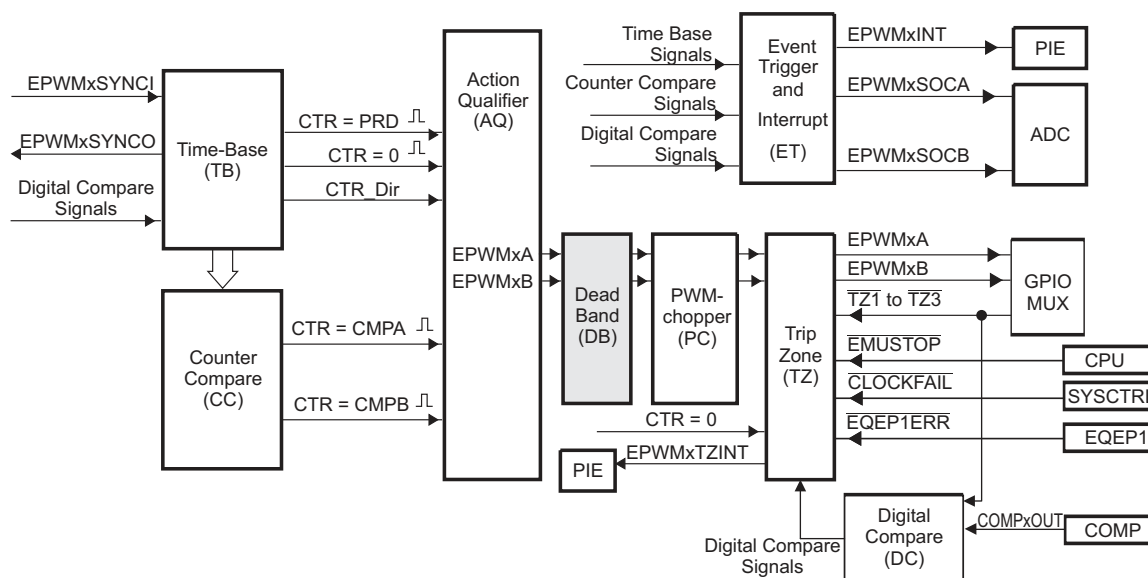 EPWMxSYNCI
EPWMxSYNCO
Digital Compare
Signals
Time-Base
(TB)
CTR = PRD
CTR = 0
CTR_Dir
Counter
Compare
(CC)
CTR = CMPA
CTR = CMPB
Action
Qualifier
(AQ)
EPWMxA
EPWMxB
Dead
Band
(DB)
PWM-
chopper
(PC)
CTR = 0
EPWMxTZINT
PIE
Time Base
Signals
Counter Compare
Signals
Digital Compare
Signals
Event
Trigger
and
Interrupt
(ET)
EPWMxINT
EPWMxSOCA
EPWMxSOCB
PIE
ADC
Trip
Zone
(TZ)
EPWMxA
EPWMxB
TZ1 to TZ3
EMUSTOP
CLOCKFAIL
EQEP1ERR
GPIO
MUX
CPU
SYSCTRL
EQEP1
Digital Compare
Signals
Digital
Compare
(DC)
COMPxOUT
COMP